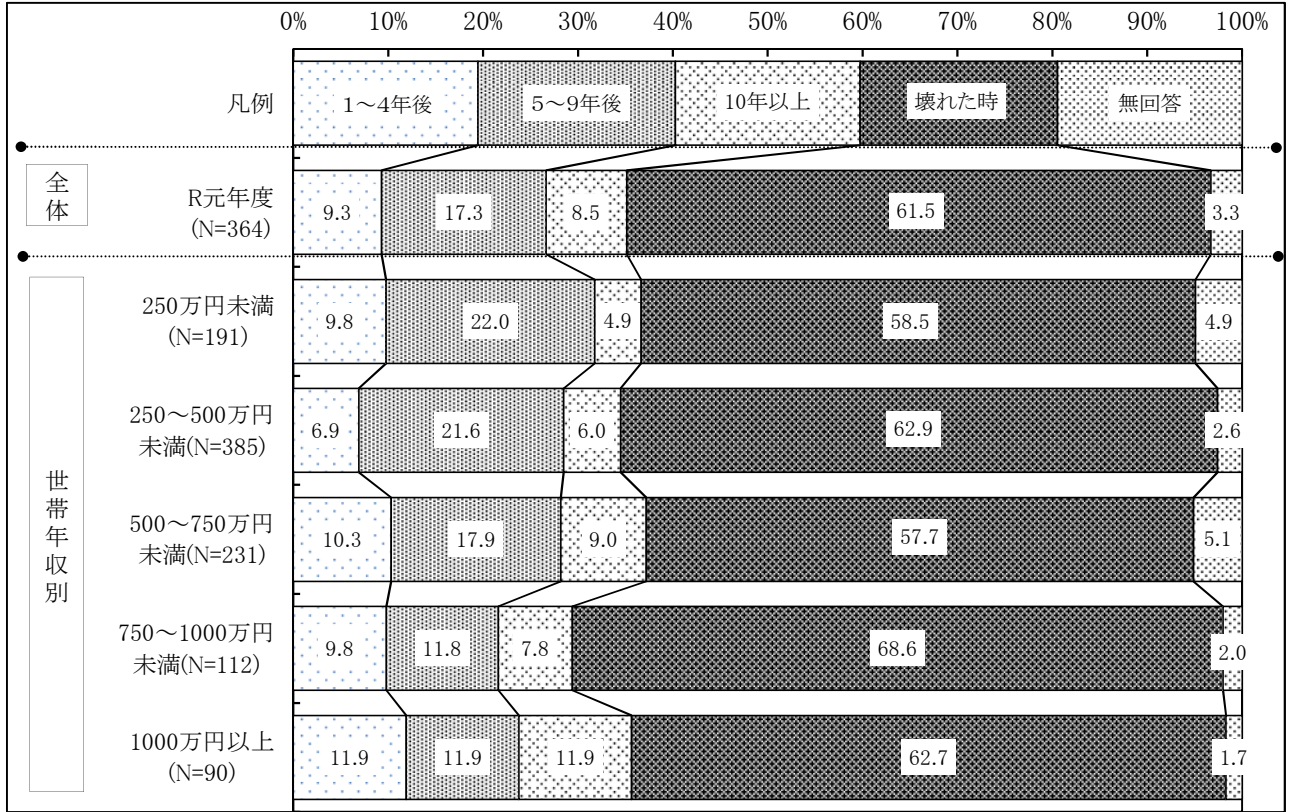 0% 10% 20% 30% 40% 50% 60% 70% 80% 90% 100%
凡例 1～4年後 5～9年後 10年以上 壊れた時 無回答
全体
R元年度
(N=364)
9.3 17.3 8.5 61.5 3.3
世帯年収別
250万円未満
(N=191)
9.8 22.0 4.9 58.5 4.9
250～500万円
未満(N=385)
6.9 21.6 6.0 62.9 2.6
500～750万円
未満(N=231)
10.3 17.9 9.0 57.7 5.1
750～1000万円
未満(N=112)
9.8 11.8 7.8 68.6 2.0
1000万円以上
(N=90)
11.9 11.9 11.9 62.7 1.7